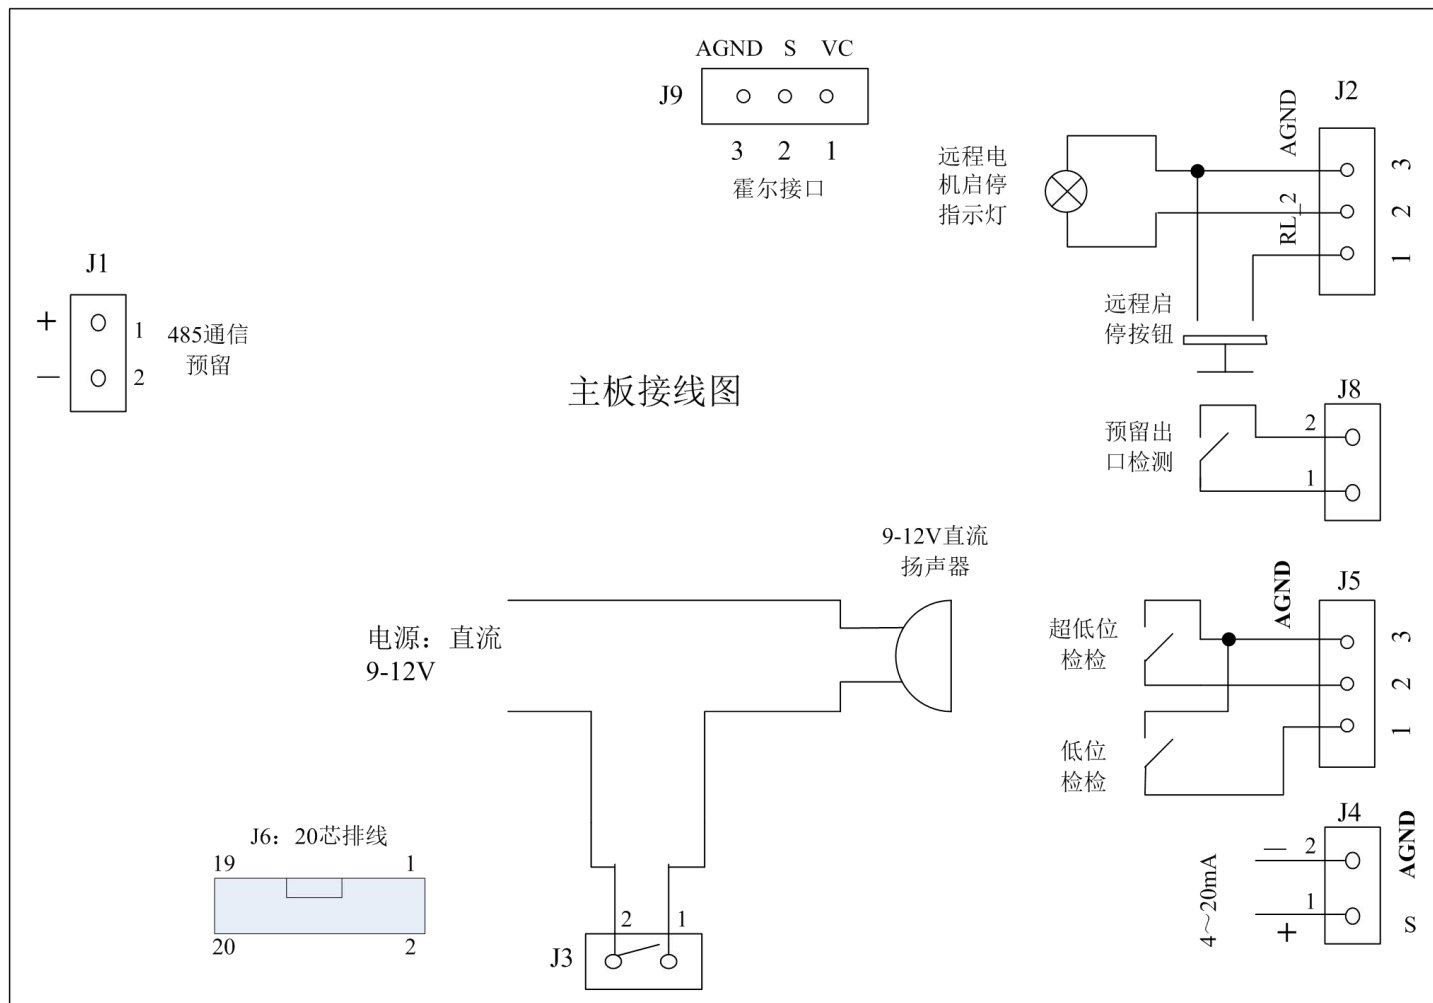 AGND S VC
J9
3 2 1
霍尔接口
J2
AGND
RL_2
3
2
1
远程电
机启停
指示灯
远程启
停按钮
J1
+
1
—
2
485通信
预留
主板接线图
J8
2
1
预留出
口检测
9-12V直流
扬声器
电源：直流
9-12V
J5
AGND
3
2
1
超低位
检检
低位
检检
J6：20芯排线
19 1
20 2
2 1
J3
J4
4～20mA
— 2
AGND
1
+
S